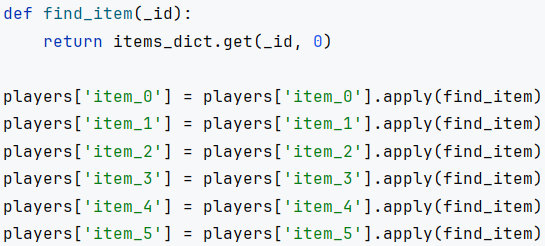 def find_item(_id):
    return items_dict.get(_id, 0)

players['item_0'] = players['item_0'].apply(find_item)
players['item_1'] = players['item_1'].apply(find_item)
players['item_2'] = players['item_2'].apply(find_item)
players['item_3'] = players['item_3'].apply(find_item)
players['item_4'] = players['item_4'].apply(find_item)
players['item_5'] = players['item_5'].apply(find_item)